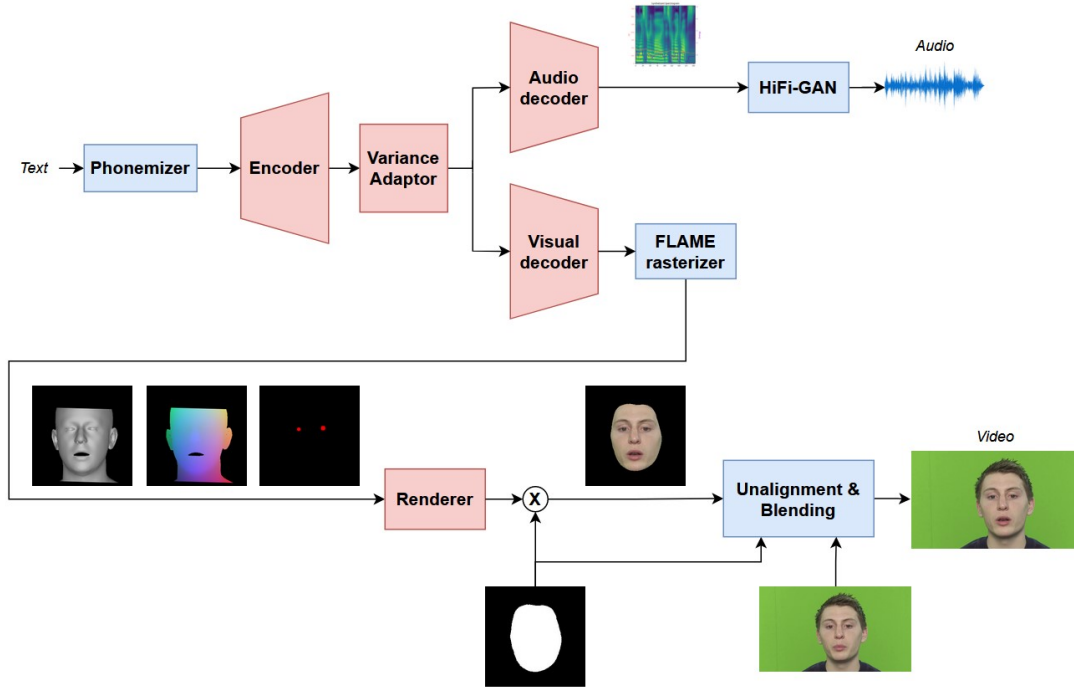 Audio
Audio
decoder
HiFi-GAN
Text
Phonemizer
Encoder
Variance
Adaptor
Visual
decoder
FLAME
rasterizer
Video
Renderer
X
Unalignment &
Blending